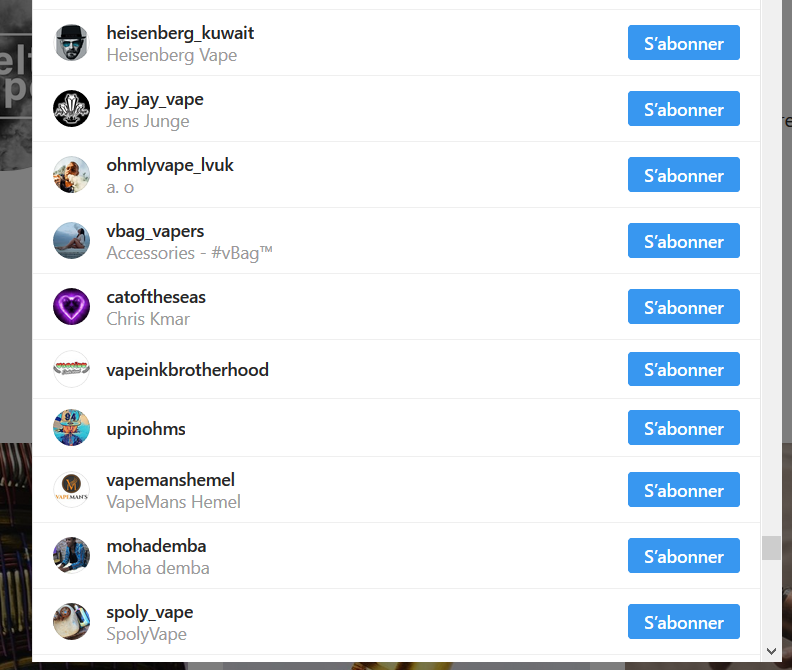 heisenberg_kuwait
Heisenberg Vape
S'abonner
jay_jay_vape
Jens Junge
S'abonner
ohmlyvape_lvuk
a. o
S'abonner
vbag_vapers
Accessories - #vBag™
S'abonner
catoftheseas
Chris Kmar
S'abonner
vapeinkbrotherhood
S'abonner
upinohms
S'abonner
vapemanshemel
VapeMans Hemel
S'abonner
mohademba
Moha demba
S'abonner
spoly_vape
SpolyVape
S'abonner